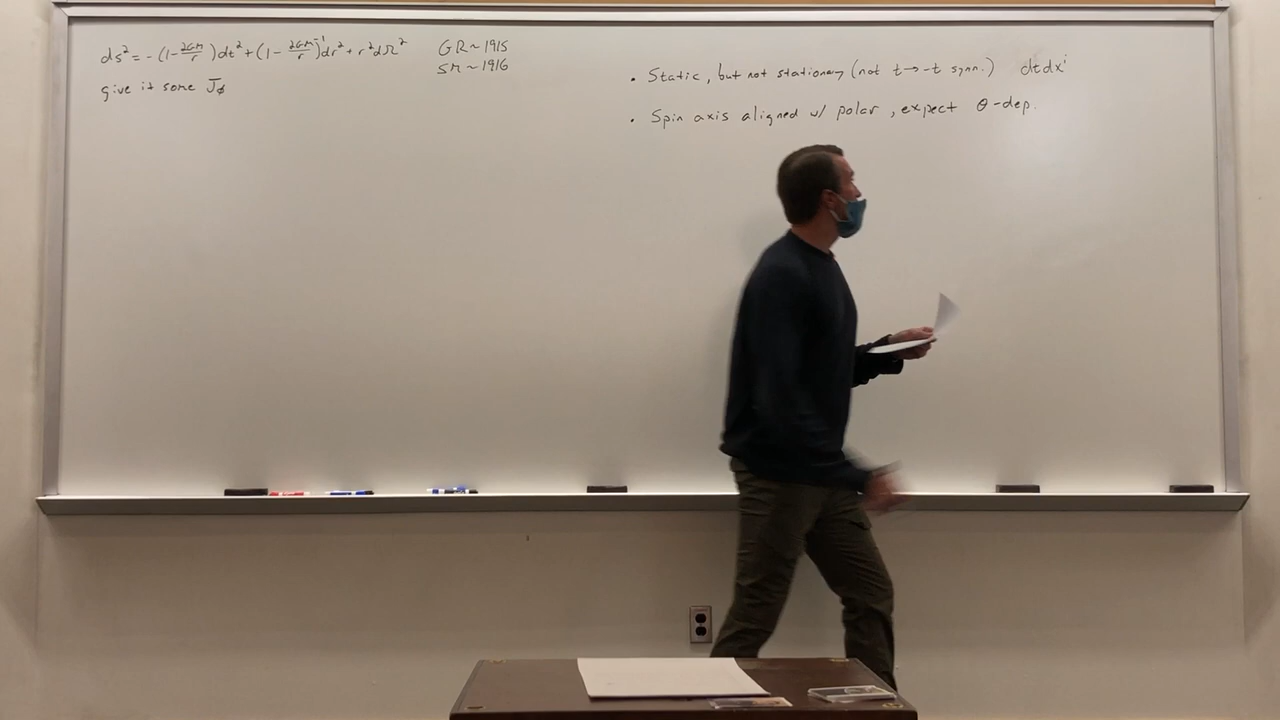 ds² = -(1-2GM/r)dt² + (1-2GM/r)⁻¹dr² + r²dΩ²
GR ~ 1915
SM ~ 1916
give it some J_φ
• Static, but not stationary (not t→-t symm.) dtdxⁱ
• Spin axis aligned w/ polar, expect θ-dep.